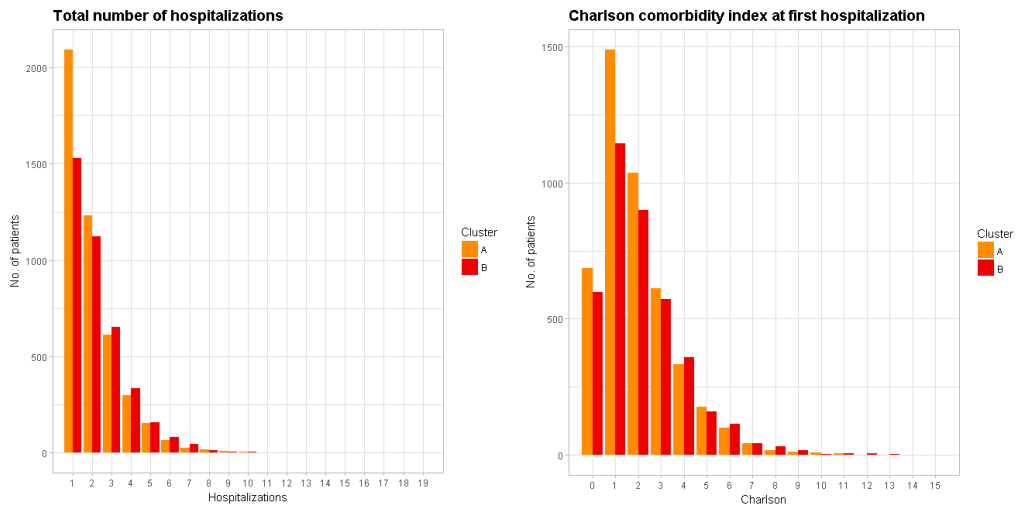 Total number of hospitalizations
No. of patients
2000
1500
1000
500
0
1 2 3 4 5 6 7 8 9 10 11 12 13 14 15 16 17 18 19
Hospitalizations
Cluster
A
B
Charlson comorbidity index at first hospitalization
No. of patients
1500
1000
500
0
0 1 2 3 4 5 6 7 8 9 10 11 12 13 14 15
Charlson
Cluster
A
B